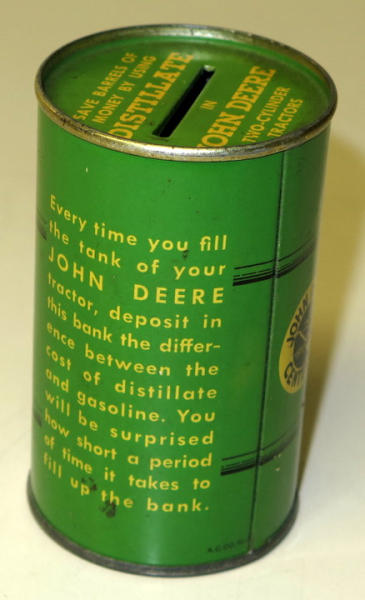 SAVE BARRELS OF
MONEY BY USING
DISTILLATE
IN
JOHN DEERE
TWO-CYLINDER
TRACTORS
Every time you fill
the tank of your
JOHN DEERE
tractor, deposit in
this bank the differ-
ence between the
cost of distillate
and gasoline. You
will be surprised
how short a period
of time it takes to
fill up the bank.
JOHN